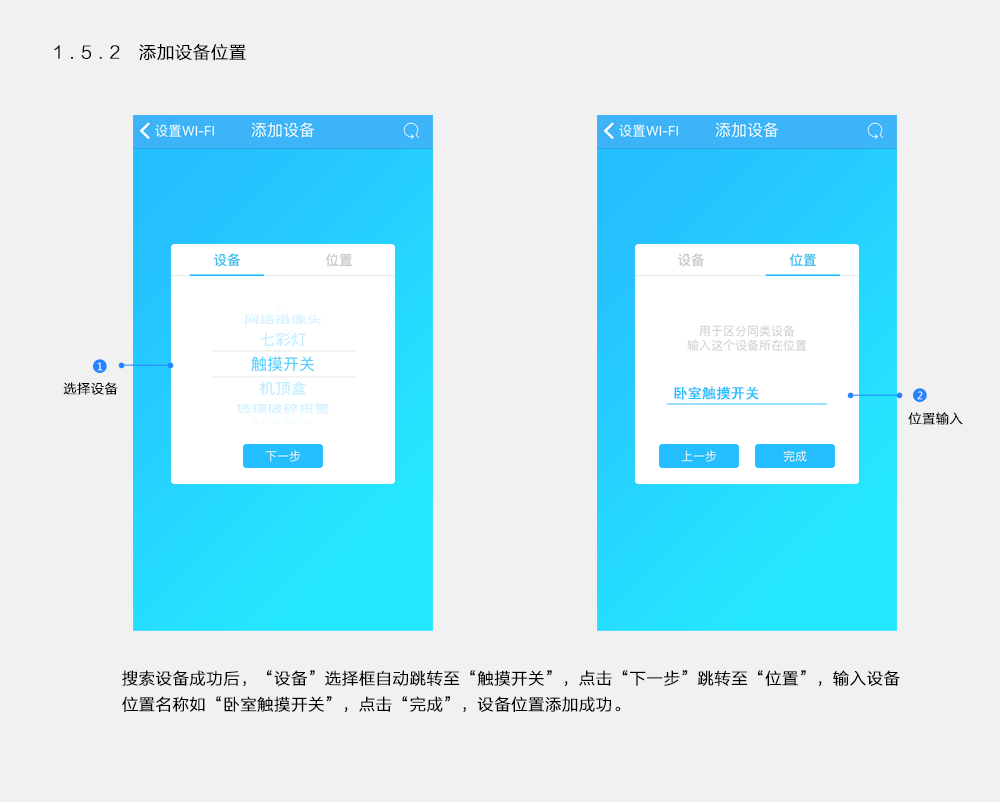 1.5.2 添加设备位置
设置WI-FI 添加设备
设备 位置
网络摄像头
七彩灯
触摸开关
机顶盒
玻璃破碎报警
下一步
1
选择设备
设置WI-FI 添加设备
设备 位置
用于区分同类设备
输入这个设备所在位置
卧室触摸开关
上一步 完成
2
位置输入
搜索设备成功后，“设备”选择框自动跳转至“触摸开关”，点击“下一步”跳转至“位置”，输入设备
位置名称如“卧室触摸开关”，点击“完成”，设备位置添加成功。